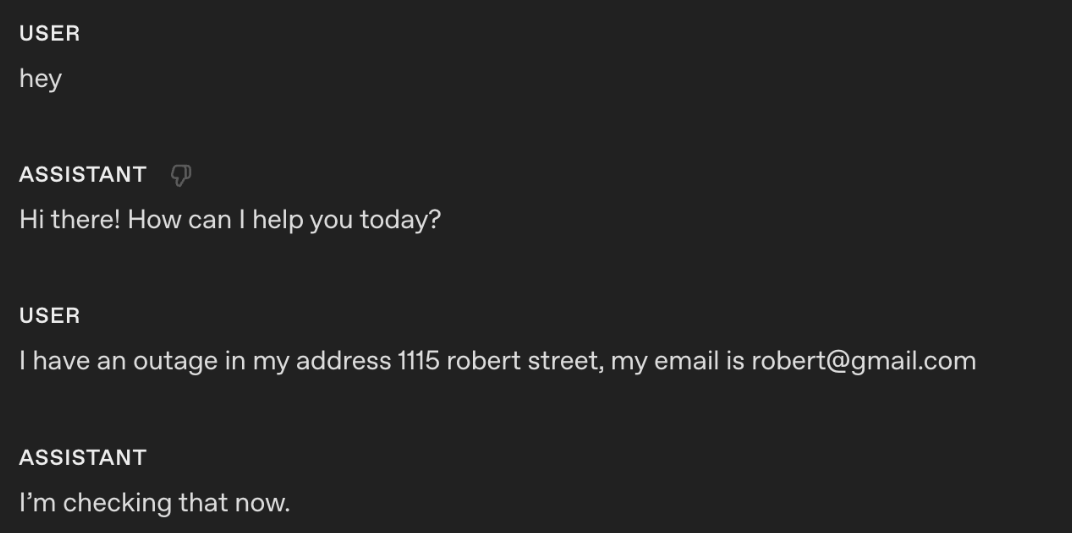 USER
hey
ASSISTANT
Hi there! How can I help you today?
USER
I have an outage in my address 1115 robert street, my email is robert@gmail.com
ASSISTANT
I’m checking that now.